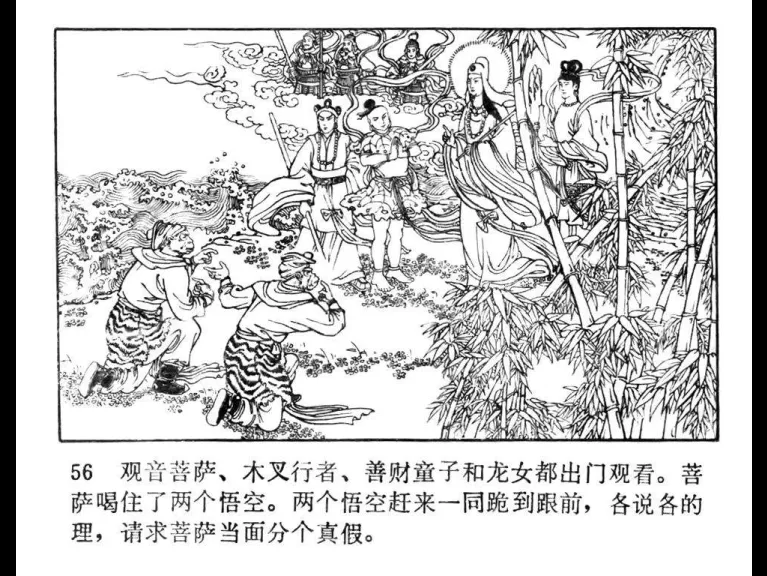 56 观音菩萨、木叉行者、善财童子和龙女都出门观看。菩
萨喝住了两个悟空。两个悟空赶来一同跪到跟前，各说各的
理，请求菩萨当面分个真假。